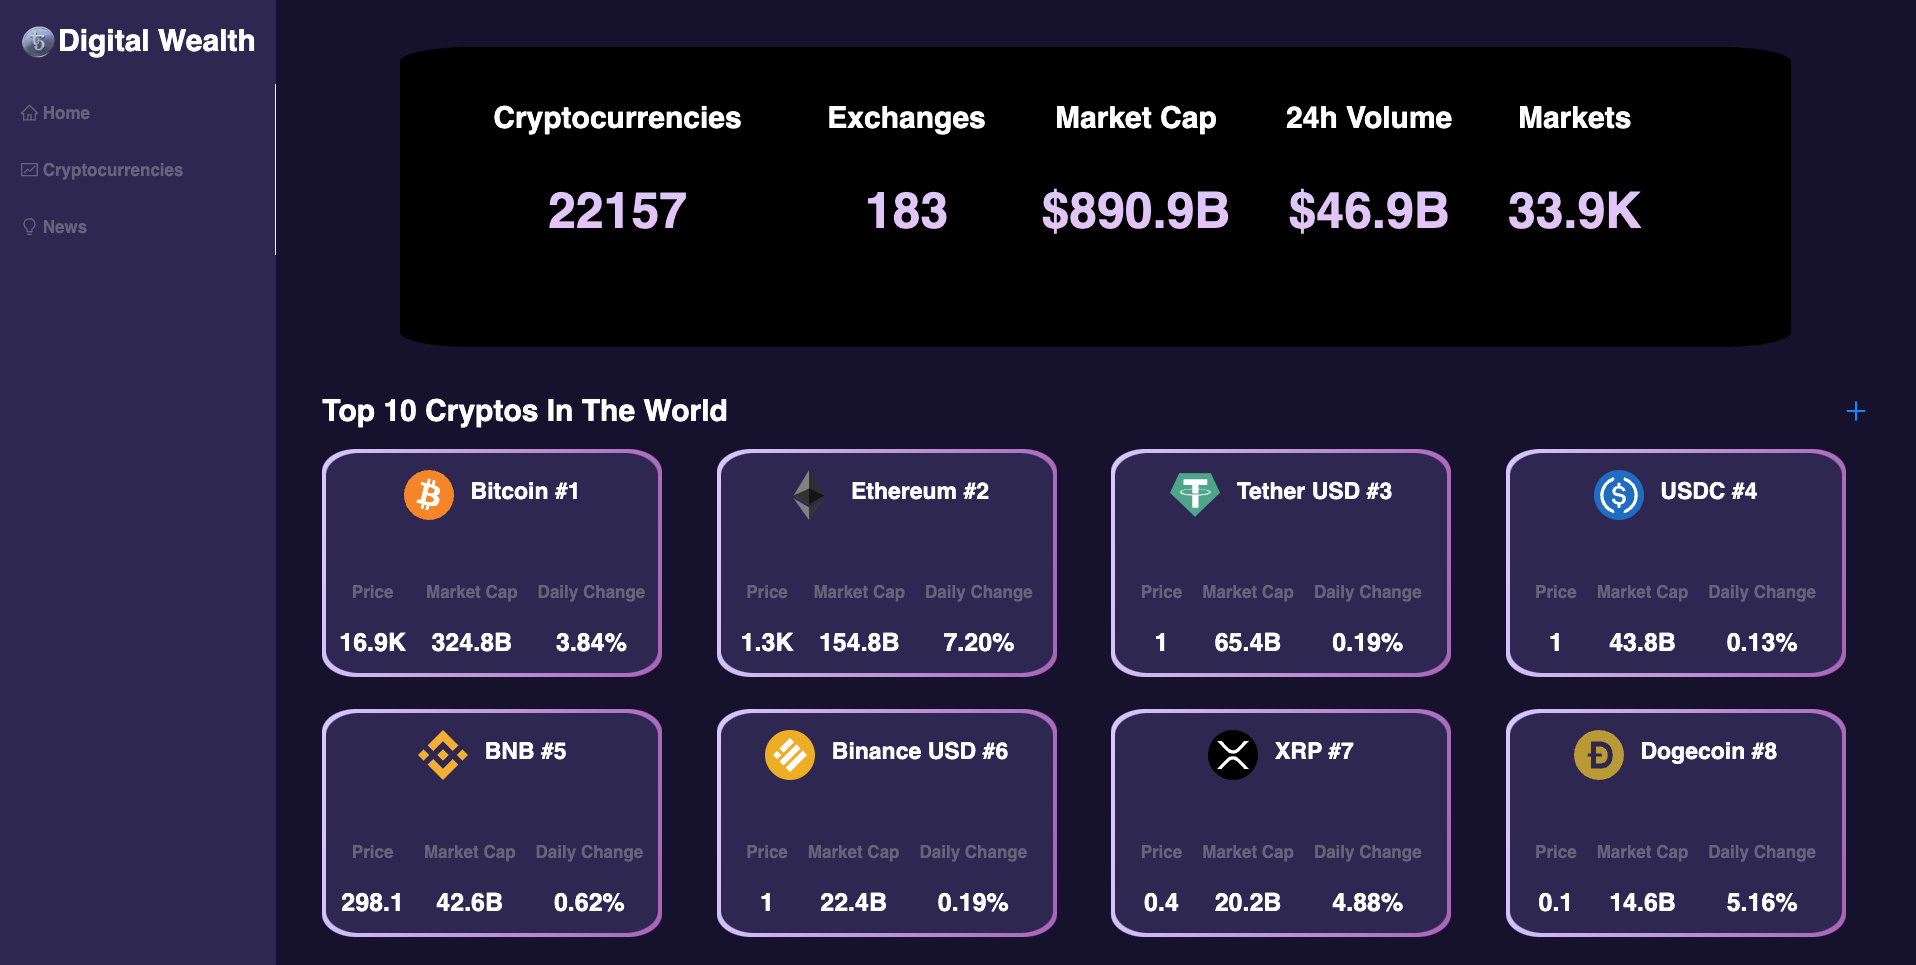 Digital Wealth
Home
Cryptocurrencies
News
Cryptocurrencies Exchanges Market Cap 24h Volume Markets
22157 183 $890.9B $46.9B 33.9K
Top 10 Cryptos In The World
Bitcoin #1 Ethereum #2 Tether USD #3 USDC #4
Price Market Cap Daily Change Price Market Cap Daily Change Price Market Cap Daily Change Price Market Cap Daily Change
16.9K 324.8B 3.84% 1.3K 154.8B 7.20% 1 65.4B 0.19% 1 43.8B 0.13%
BNB #5 Binance USD #6 XRP #7 Dogecoin #8
Price Market Cap Daily Change Price Market Cap Daily Change Price Market Cap Daily Change Price Market Cap Daily Change
298.1 42.6B 0.62% 1 22.4B 0.19% 0.4 20.2B 4.88% 0.1 14.6B 5.16%